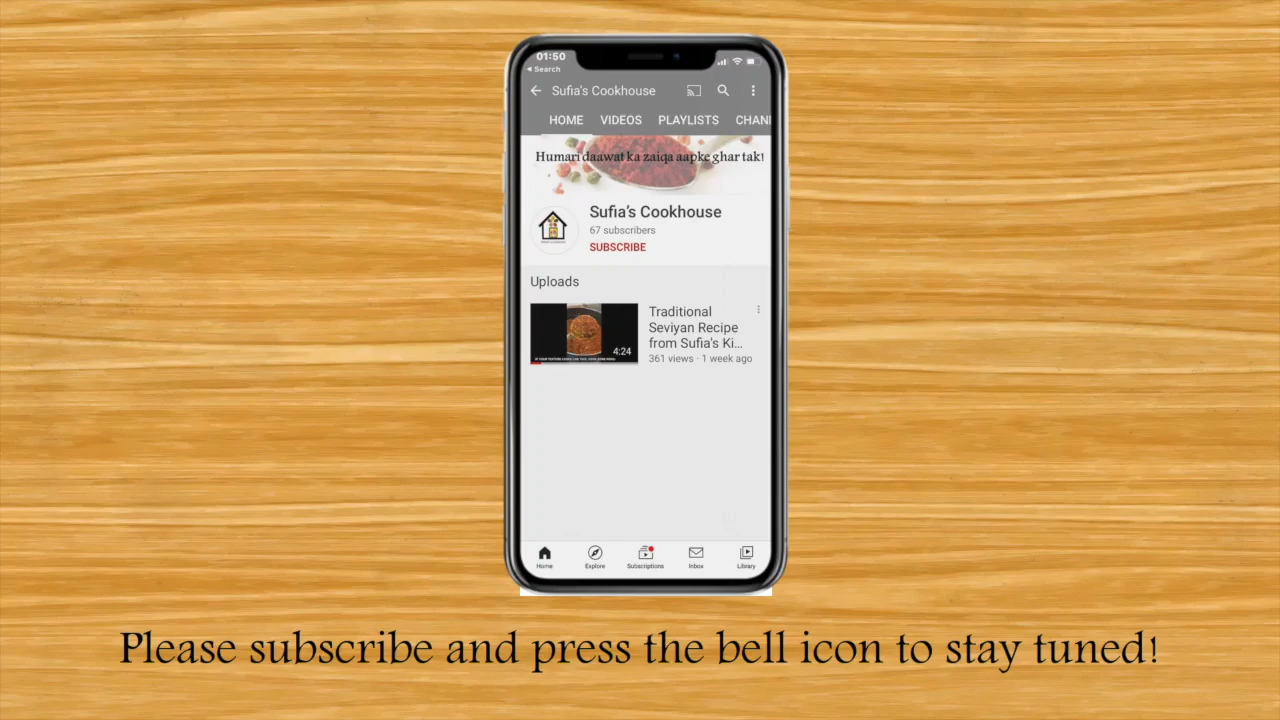 01:50
Search
Sufia's Cookhouse
HOME VIDEOS PLAYLISTS CHAN
Humari daawat ka zaiqa aapke ghar tak!
Sufia's Cookhouse
67 subscribers
SUBSCRIBE
Uploads
4:24
Traditional
Seviyan Recipe
from Sufia's Ki...
361 views · 1 week ago
Home Explore Subscriptions Inbox Library
Please subscribe and press the bell icon to stay tuned!